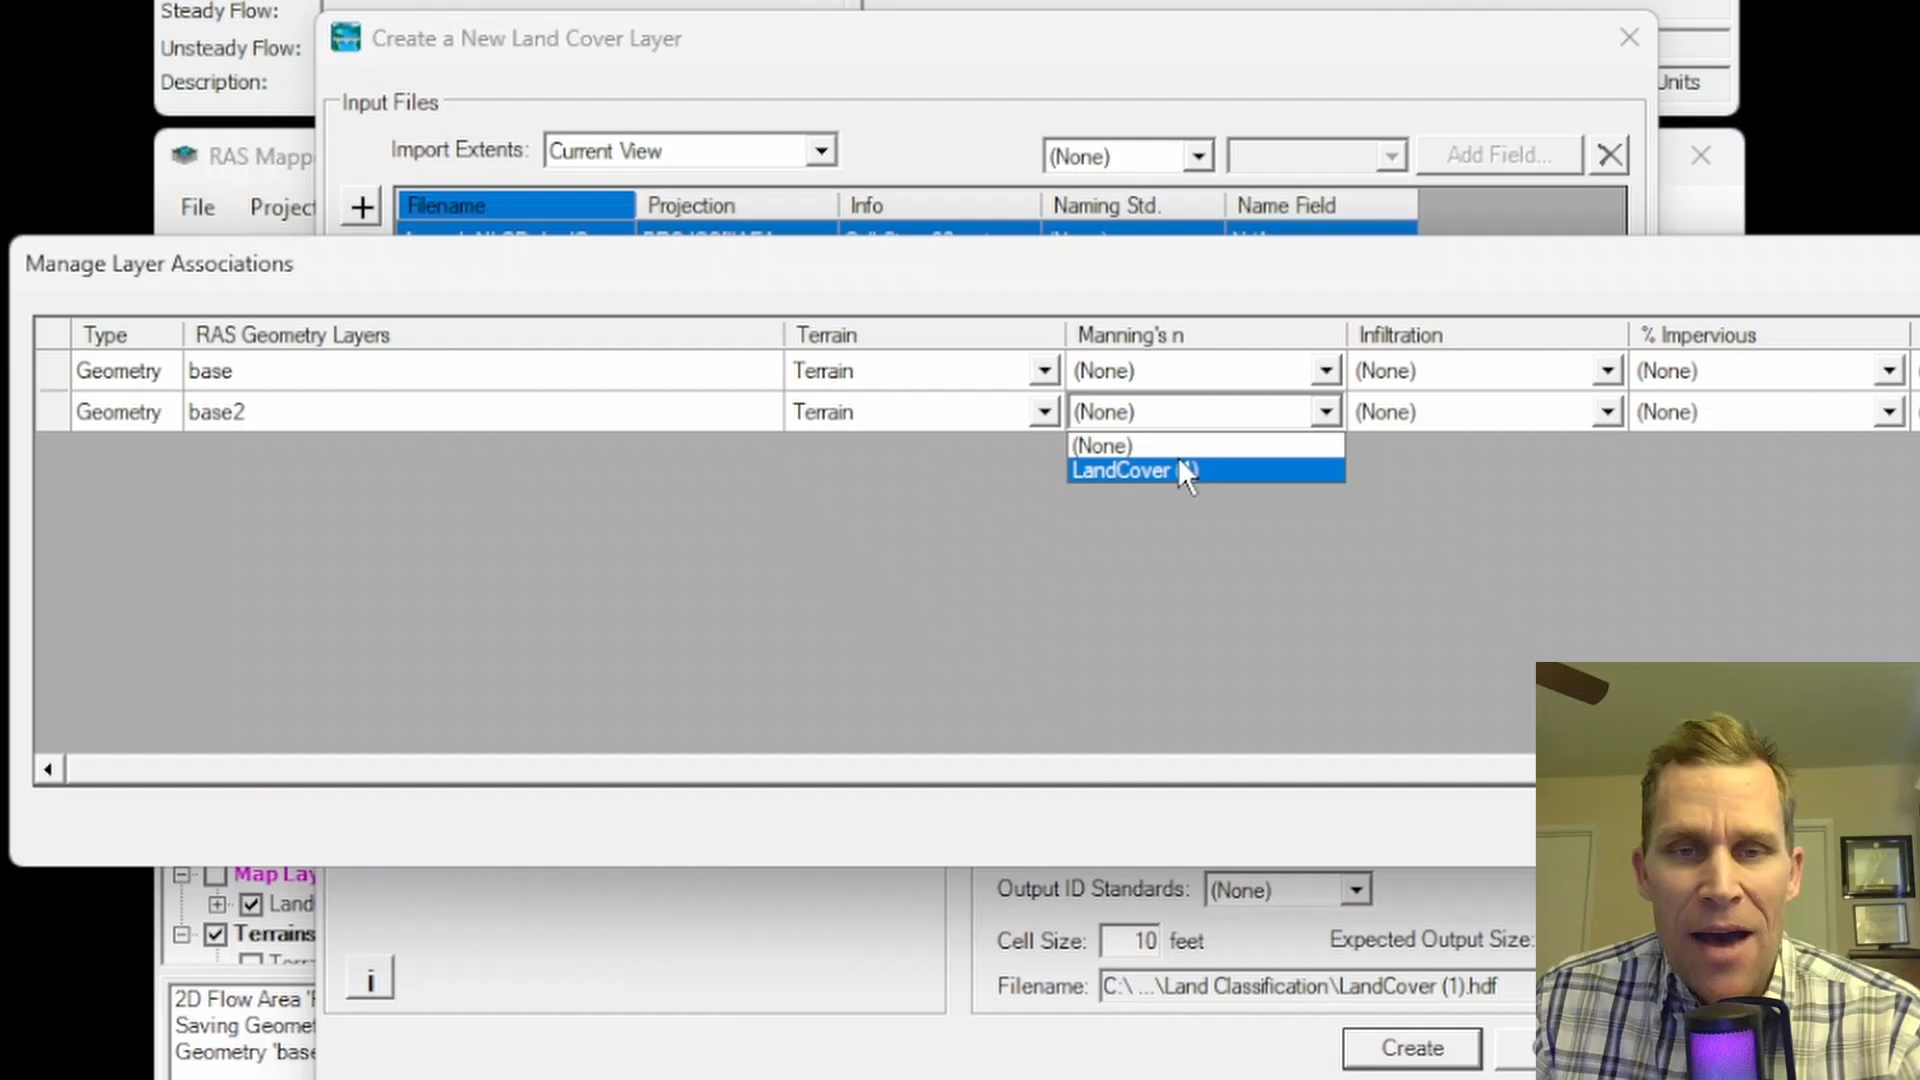 Steady Flow:
Unsteady Flow:
Description:
Units
Create a New Land Cover Layer
Input Files
Import Extents: Current View
(None)
Add Field...
RAS Mapp
File Project
+ Filename Projection Info Naming Std. Name Field
Manage Layer Associations
Type RAS Geometry Layers Terrain Manning's n Infiltration % Impervious
Geometry base Terrain (None) (None) (None)
Geometry base2 Terrain (None) (None) (None)
(None)
LandCover (1)
Map Lay
Land
Terrains
Output ID Standards: (None)
Cell Size: 10 feet Expected Output Size:
Filename: C:\ ...\Land Classification\LandCover (1).hdf
i
2D Flow Area 'F
Saving Geomet
Geometry 'base
Create